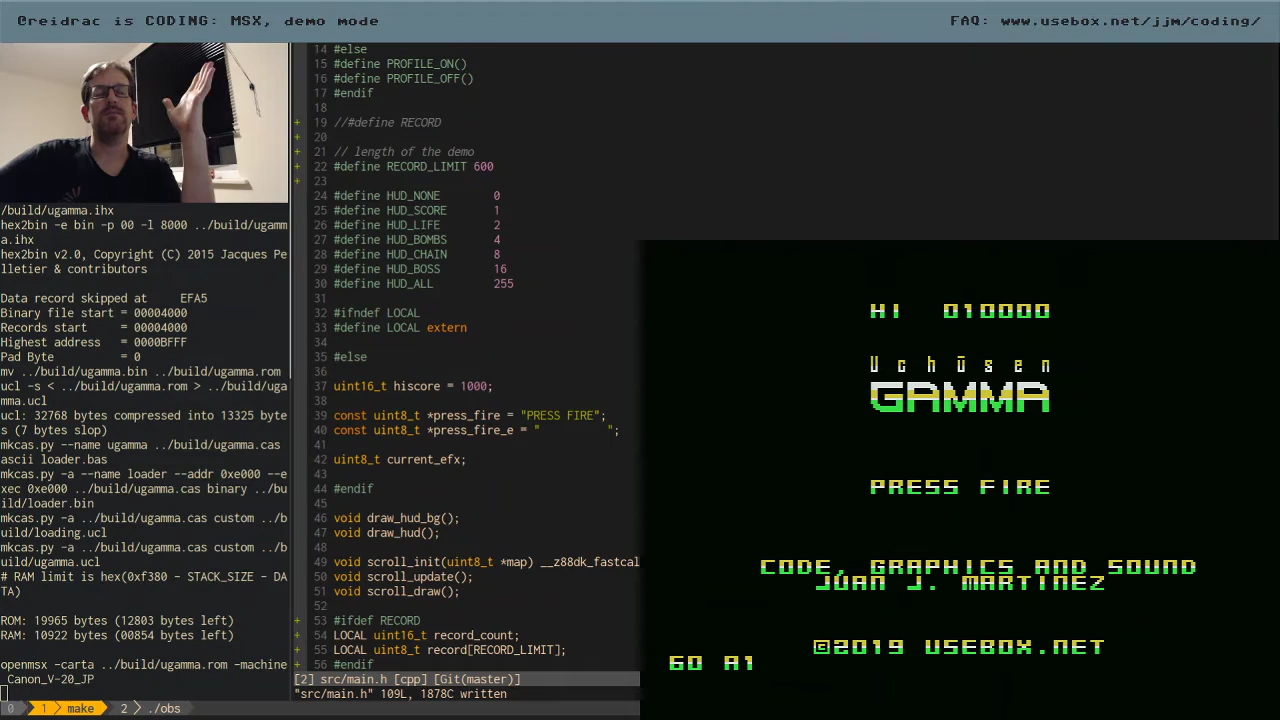 @reidrac is CODING: MSX, demo mode
FAQ: www.usebox.net/jjm/coding/
/build/ugamma.ihx
hex2bin -e bin -p 00 -l 8000 ../build/ugamm
a.ihx
hex2bin v2.0, Copyright (C) 2015 Jacques Pe
lletier & contributors
Data record skipped at     EFA5
Binary file start = 00004000
Records start     = 00004000
Highest address   = 0000BFFF
Pad Byte          = 0
mv ../build/ugamma.bin ../build/ugamma.rom
ucl -s < ../build/ugamma.rom > ../build/uga
mma.ucl
ucl: 32768 bytes compressed into 13325 byte
s (7 bytes slop)
mkcas.py --name ugamma ../build/ugamma.cas
ascii loader.bas
mkcas.py -a --name loader --addr 0xe000 --e
xec 0xe000 ../build/ugamma.cas binary ../bu
ild/loader.bin
mkcas.py -a ../build/ugamma.cas custom ../b
uild/loading.ucl
mkcas.py -a ../build/ugamma.cas custom ../b
uild/ugamma.ucl
# RAM limit is hex(0xf380 - STACK_SIZE - DA
TA)
ROM: 19965 bytes (12803 bytes left)
RAM: 10922 bytes (00854 bytes left)
openmsx -carta ../build/ugamma.rom -machine
Canon_V-20_JP
14 #else
15 #define PROFILE_ON()
16 #define PROFILE_OFF()
17 #endif
18
+ 19 //#define RECORD
+ 20
+ 21 // length of the demo
+ 22 #define RECORD_LIMIT 600
+ 23
24 #define HUD_NONE 0
25 #define HUD_SCORE 1
26 #define HUD_LIFE 2
27 #define HUD_BOMBS 4
28 #define HUD_CHAIN 8
29 #define HUD_BOSS 16
30 #define HUD_ALL 255
31
32 #ifndef LOCAL
33 #define LOCAL extern
34
35 #else
36
37 uint16_t hiscore = 1000;
38
39 const uint8_t *press_fire = "PRESS FIRE";
40 const uint8_t *press_fire_e = "          ";
41
42 uint8_t current_efx;
43
44 #endif
45
46 void draw_hud_bg();
47 void draw_hud();
48
49 void scroll_init(uint8_t *map) __z88dk_fastcal
50 void scroll_update();
51 void scroll_draw();
52
+ 53 #ifdef RECORD
+ 54 LOCAL uint16_t record_count;
+ 55 LOCAL uint8_t record[RECORD_LIMIT];
+ 56 #endif
[2] src/main.h [cpp] [Git(master)]
"src/main.h" 109L, 1878C written
HI 010000
Uchūsen
GAMMA
PRESS FIRE
CODE, GRAPHICS AND SOUND
JUAN J. MARTINEZ
©2019 USEBOX.NET
60 A1
0 1 make 2 ./obs